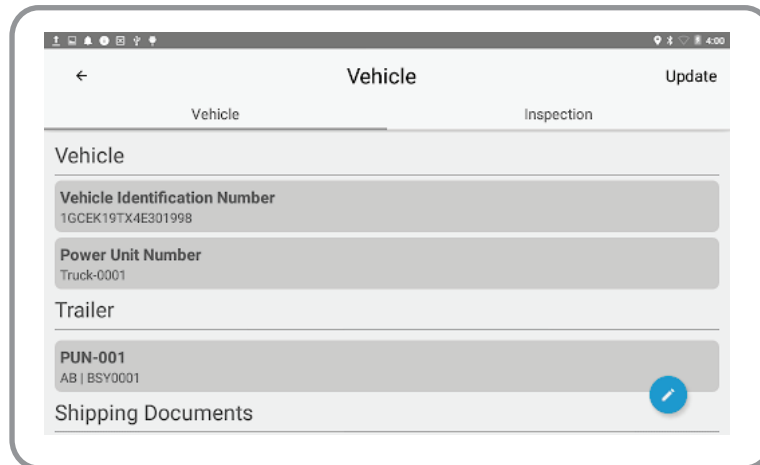 4:00
Vehicle
Update
Vehicle
Inspection
Vehicle
Vehicle Identification Number
1GCEK19TX4E301998
Power Unit Number
Truck-0001
Trailer
PUN-001
AB | BSY0001
Shipping Documents